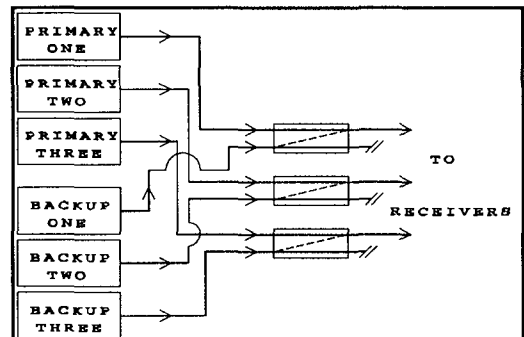 PRIMARY
ONE
PRIMARY
TWO
PRIMARY
THREE
BACKUP
ONE
BACKUP
TWO
BACKUP
THREE
TO
RECEIVERS